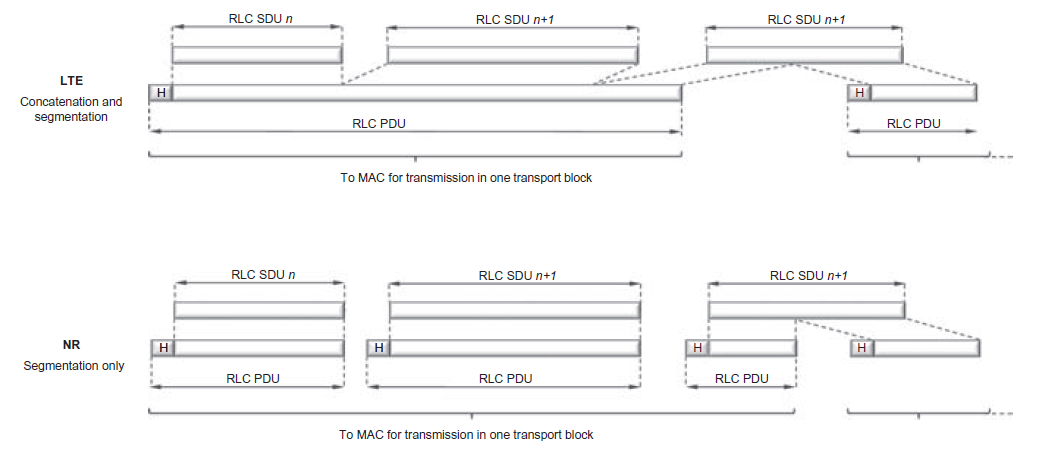 RLC SDU n
RLC SDU n+1
RLC SDU n+1
LTE
Concatenation and
segmentation
H
H
RLC PDU
RLC PDU
To MAC for transmission in one transport block
RLC SDU n
RLC SDU n+1
RLC SDU n+1
NR
Segmentation only
H
H
H
H
RLC PDU
RLC PDU
RLC PDU
To MAC for transmission in one transport block